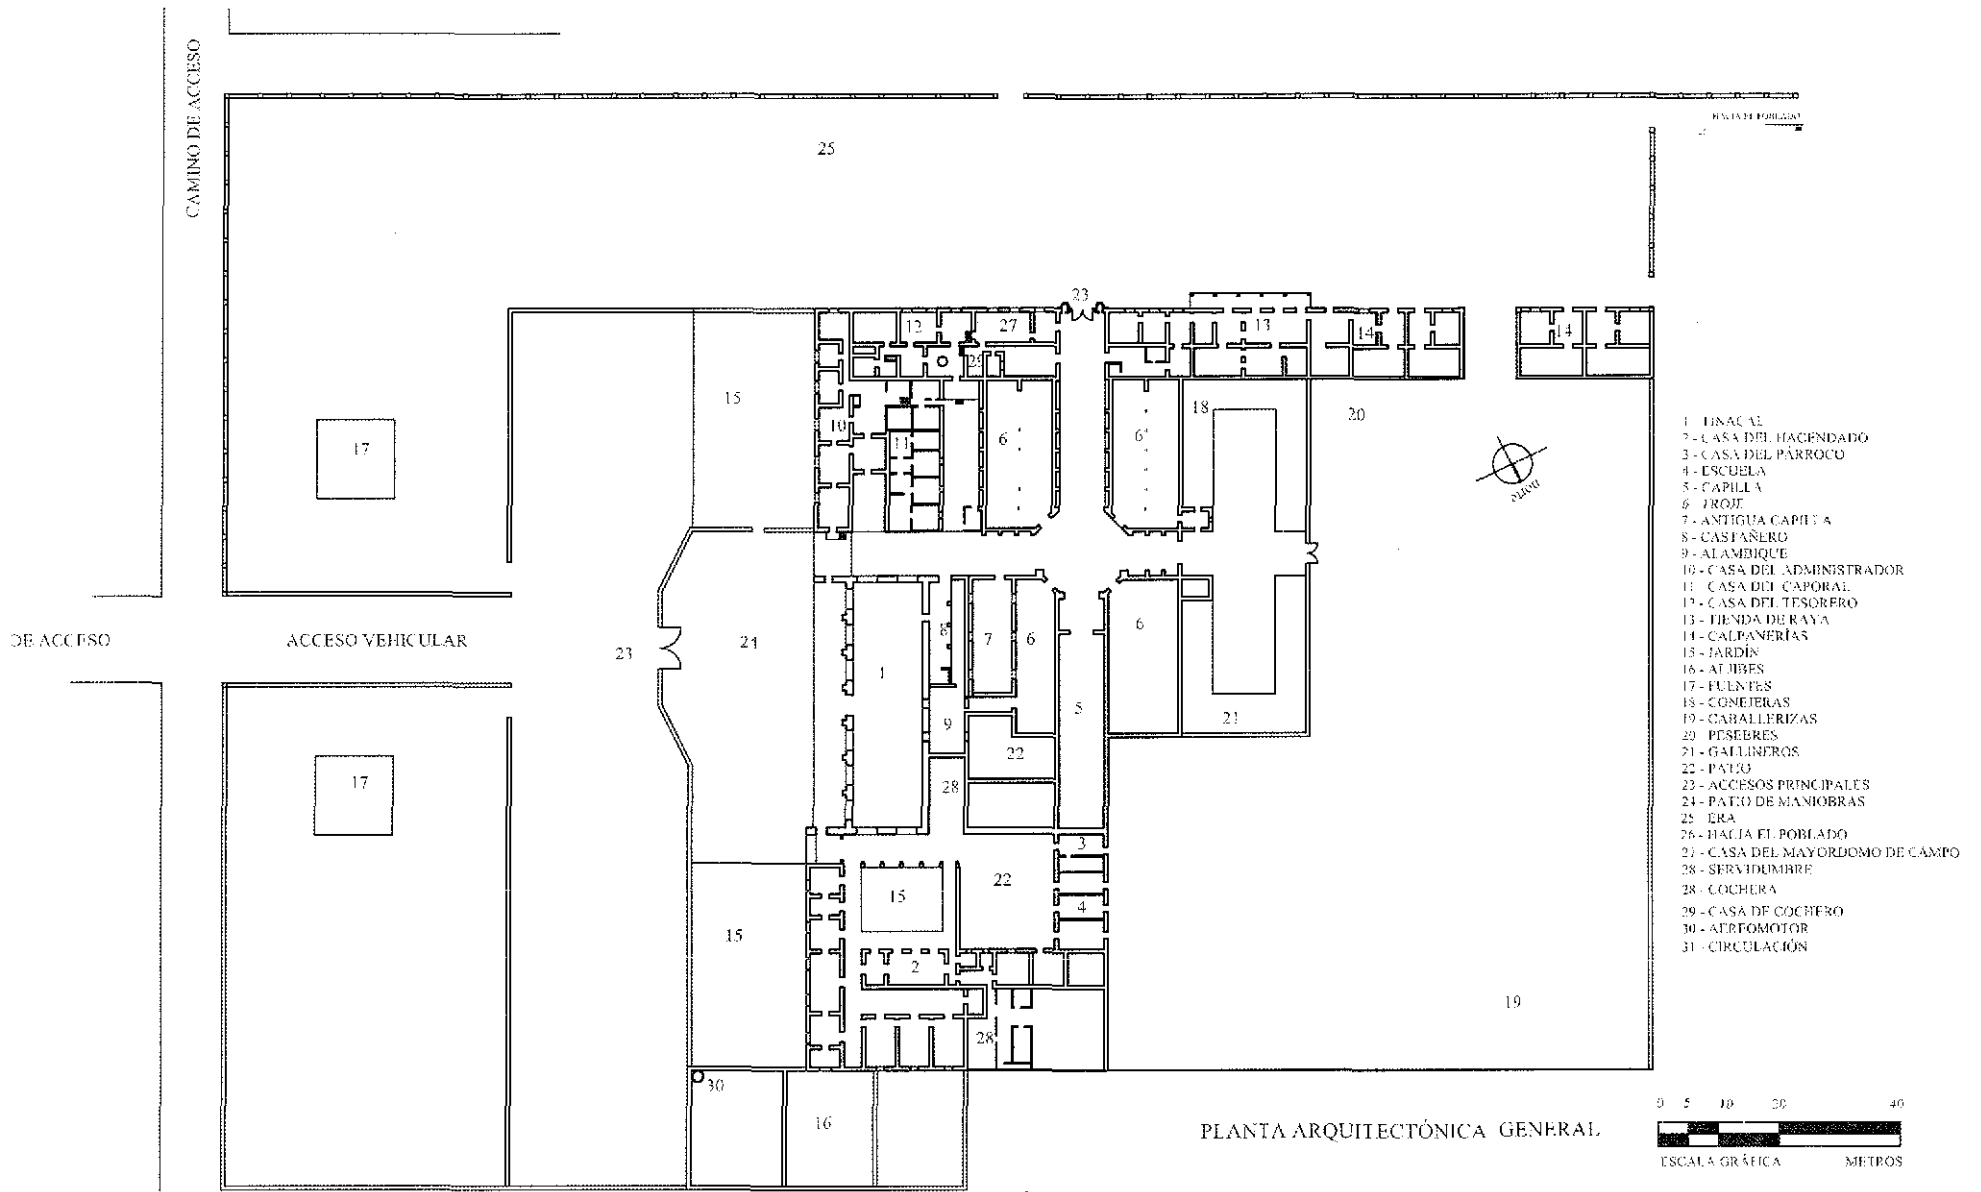 CAMINO DE ACCESO
HACIA EL POBLADO
25
23
12
27
13
14
14
15
10
11
6
6
18
20
17
DE ACCESO
ACCESO VEHICULAR
23
24
1
8
7
6
5
6
9
22
21
17
28
3
22
15
4
15
2
19
28
30
16
1 - TINACAL
2 - CASA DEL HACENDADO
3 - CASA DEL PÁRROCO
4 - ESCUELA
5 - CAPILLA
6 - TROJE
7 - ANTIGUA CAPILLA
8 - CASTAÑERO
9 - ALAMBIQUE
10 - CASA DEL ADMINISTRADOR
11 - CASA DEL CAPORAL
12 - CASA DEL TESORERO
13 - TIENDA DE RAYA
14 - CALPANERÍAS
15 - JARDÍN
16 - ALJIBES
17 - FUENTES
18 - CONEJERAS
19 - CABALLERIZAS
20 - PESEBRES
21 - GALLINEROS
22 - PATIO
23 - ACCESOS PRINCIPALES
24 - PATIO DE MANIOBRAS
25 - ERA
26 - HACIA EL POBLADO
27 - CASA DEL MAYORDOMO DE CAMPO
28 - SERVIDUMBRE
28 - COCHERA
29 - CASA DE COCHERO
30 - AEREOMOTOR
31 - CIRCULACIÓN
NORTE
PLANTA ARQUITECTÓNICA GENERAL
0 5 10 20 40
ESCALA GRÁFICA METROS